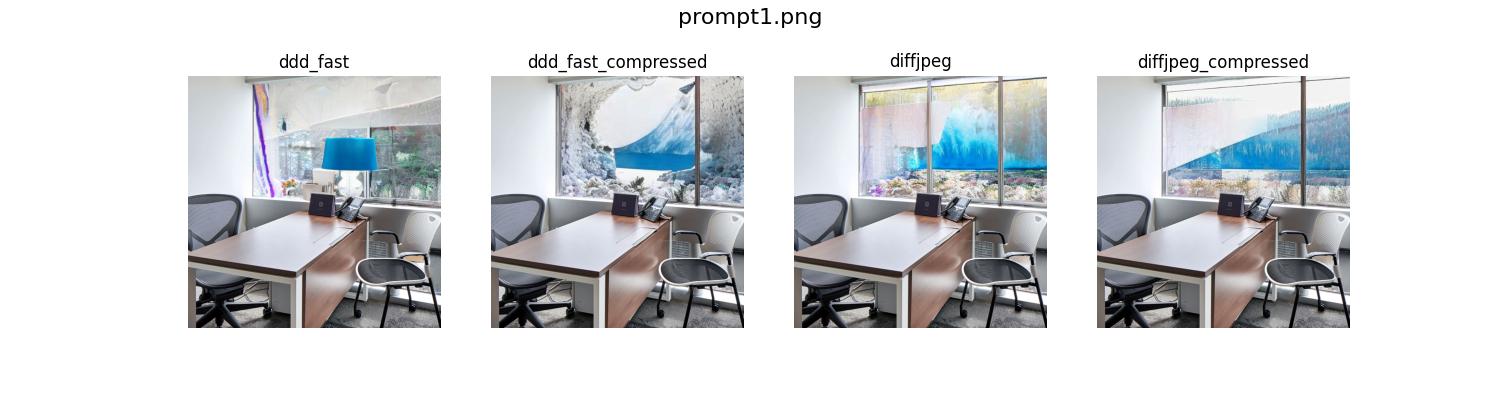 prompt1.png
ddd_fast
ddd_fast_compressed
diffjpeg
diffjpeg_compressed